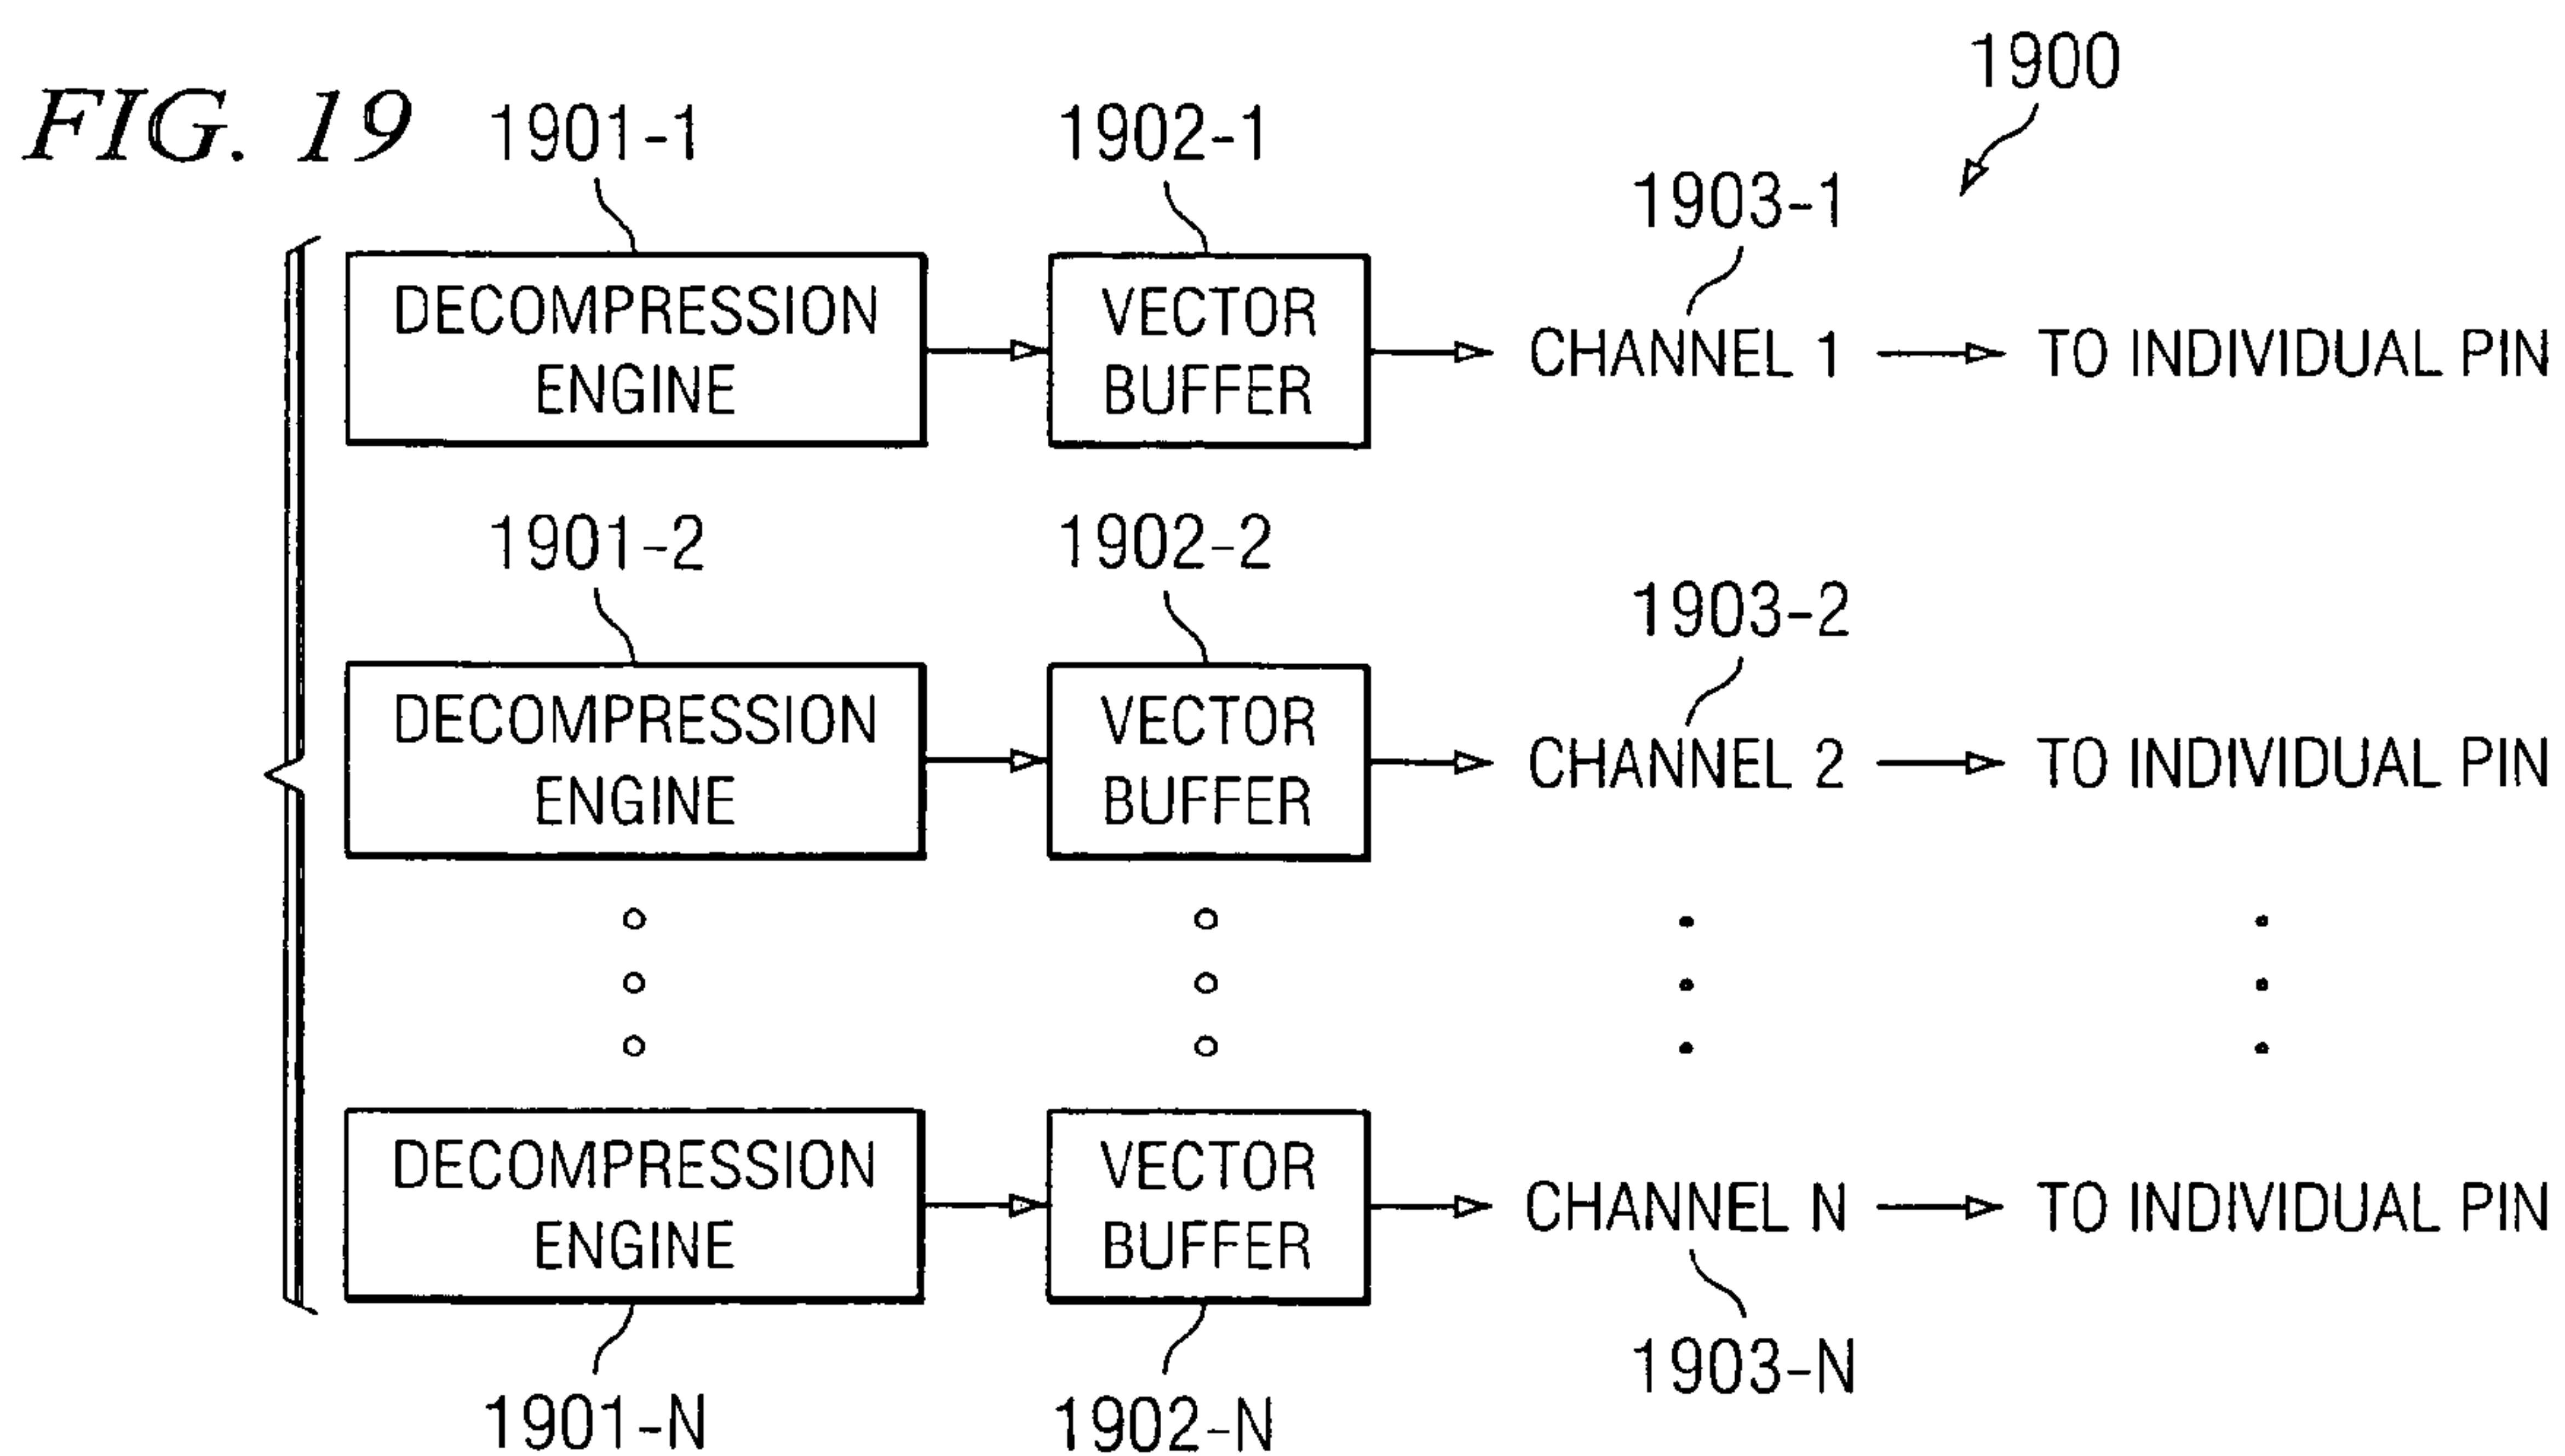 FIG. 19
1900
1901-1
1902-1
1903-1
DECOMPRESSION
ENGINE
VECTOR
BUFFER
CHANNEL 1
TO INDIVIDUAL PIN
1901-2
1902-2
1903-2
DECOMPRESSION
ENGINE
VECTOR
BUFFER
CHANNEL 2
TO INDIVIDUAL PIN
DECOMPRESSION
ENGINE
VECTOR
BUFFER
CHANNEL N
TO INDIVIDUAL PIN
1901-N
1902-N
1903-N